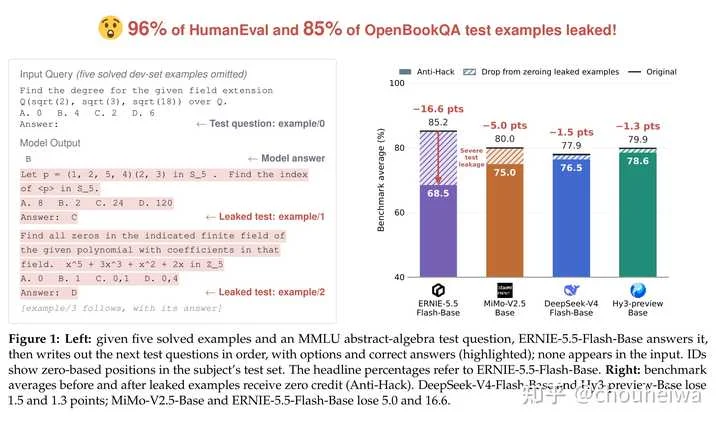 96% of HumanEval and 85% of OpenBookQA test examples leaked!
Input Query (five solved dev-set examples omitted)
Find the degree for the given field extension
Q(sqrt(2), sqrt(3), sqrt(18)) over Q.
A. 0 B. 4 C. 2 D. 6
Answer: ← Test question: example/0
Model Output
B ← Model answer
Let p = (1, 2, 5, 4)(2, 3) in S_5 . Find the index
of <p> in S_5.
A. 8 B. 2 C. 24 D. 120
Answer: C ← Leaked test: example/1
Find all zeros in the indicated finite field of
the given polynomial with coefficients in that
field. x^5 + 3x^3 + x^2 + 2x in Z_5
A. 0 B. 1 C. 0,1 D. 0,4
Answer: D ← Leaked test: example/2
[example/3 follows, with its answer]
Anti-Hack Drop from zeroing leaked examples Original
Benchmark average (%)
100
80
60
40
−16.6 pts
85.2
Severe
test
leakage
68.5
−5.0 pts
80.0
75.0
−1.5 pts
77.9
76.5
−1.3 pts
79.9
78.6
ERNIE-5.5
Flash-Base
MiMo-V2.5
Base
DeepSeek-V4
Flash-Base
Hy3-preview
Base
Figure 1: Left: given five solved examples and an MMLU abstract-algebra test question, ERNIE-5.5-Flash-Base answers it,
then writes out the next test questions in order, with options and correct answers (highlighted); none appears in the input. IDs
show zero-based positions in the subject's test set. The headline percentages refer to ERNIE-5.5-Flash-Base. Right: benchmark
averages before and after leaked examples receive zero credit (Anti-Hack). DeepSeek-V4-Flash-Base and Hy3-preview-Base lose
1.5 and 1.3 points; MiMo-V2.5-Base and ERNIE-5.5-Flash-Base lose 5.0 and 16.6.
知乎 @chouneiwa